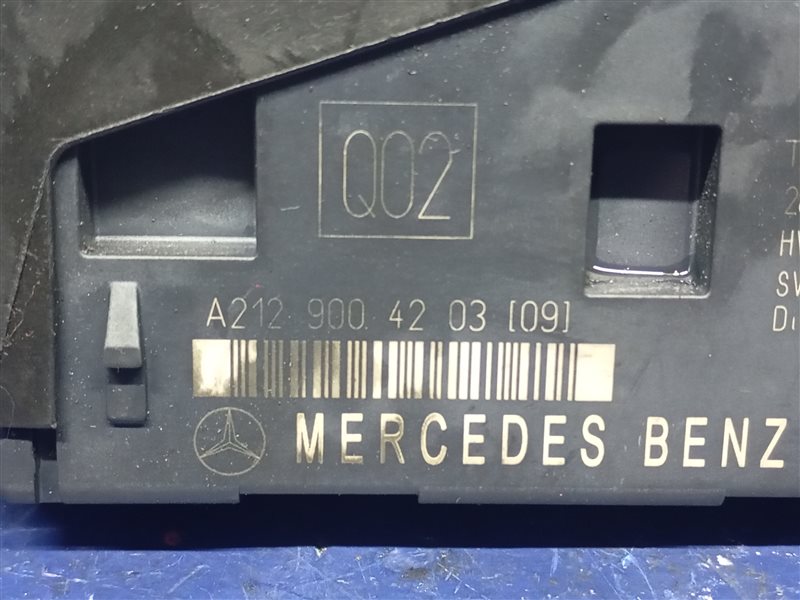 Q02
A212 900 42 03 [09]
MERCEDES BENZ